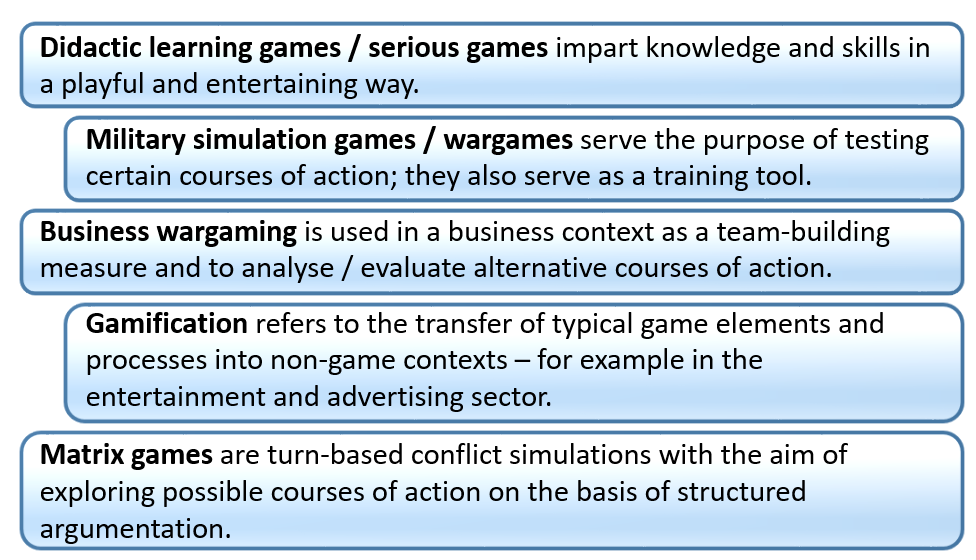 Didactic learning games / serious games impart knowledge and skills in
a playful and entertaining way.
Military simulation games / wargames serve the purpose of testing
certain courses of action; they also serve as a training tool.
Business wargaming is used in a business context as a team-building
measure and to analyse / evaluate alternative courses of action.
Gamification refers to the transfer of typical game elements and
processes into non-game contexts – for example in the
entertainment and advertising sector.
Matrix games are turn-based conflict simulations with the aim of
exploring possible courses of action on the basis of structured
argumentation.